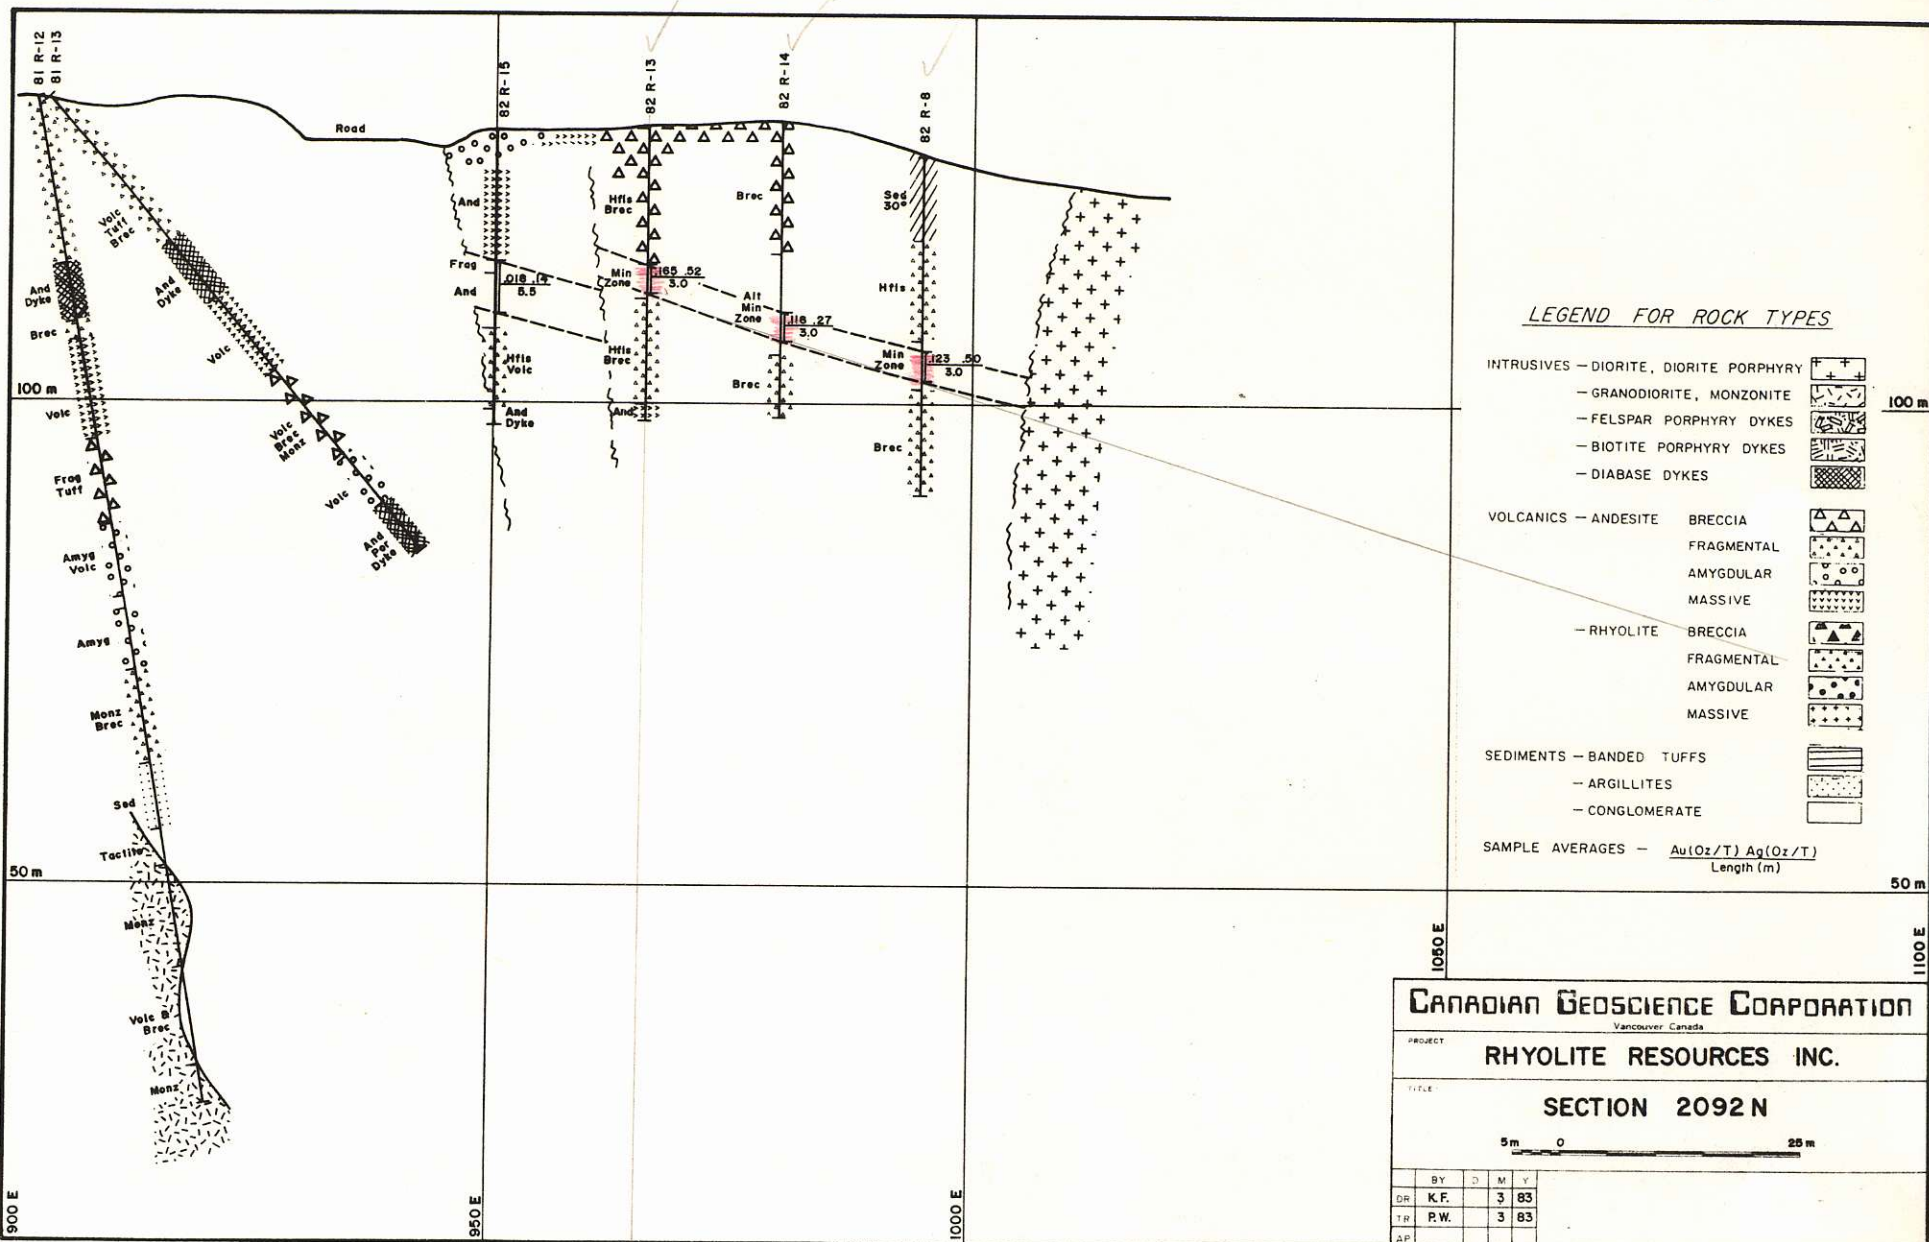 81 R-12
81 R-13
82 R-15
82 R-13
82 R-14
82 R-8
Road
Volc
Tuff
Brec
And
Dyke
Volc
Volc
Brec
Monz
Volc
And
Por
Dyke
And
Dyke
Brec
Volc
Frag
Tuff
Amyg
Volc
Amyg
Monz
Brec
Sed
Tactite
Monz
Volc &
Brec
Monz
And
Frag
And
.018 .14
5.5
Hfls
Volc
And
Dyke
Hfls
Brec
Min
Zone
.165 .52
3.0
Hfls
Brec
And
Brec
Alt
Min
Zone
.116 .27
3.0
Brec
Sed
30°
Hfls
Min
Zone
.123 .50
3.0
Brec
100 m
100 m
50 m
50 m
900 E
950 E
1000 E
1050 E
1100 E
LEGEND FOR ROCK TYPES
INTRUSIVES – DIORITE, DIORITE PORPHYRY
– GRANODIORITE, MONZONITE
– FELSPAR PORPHYRY DYKES
– BIOTITE PORPHYRY DYKES
– DIABASE DYKES
VOLCANICS – ANDESITE BRECCIA
FRAGMENTAL
AMYGDULAR
MASSIVE
– RHYOLITE BRECCIA
FRAGMENTAL
AMYGDULAR
MASSIVE
SEDIMENTS – BANDED TUFFS
– ARGILLITES
– CONGLOMERATE
SAMPLE AVERAGES – Au(Oz/T) Ag(Oz/T)
Length (m)
CANADIAN GEOSCIENCE CORPORATION
Vancouver Canada
PROJECT
RHYOLITE RESOURCES INC.
TITLE
SECTION 2092 N
5m 0 25 m
BY D M Y
DR K.F. 3 83
TR P.W. 3 83
AP